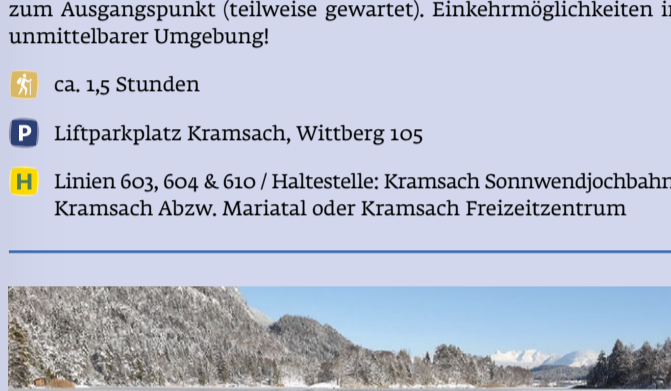 zum Ausgangspunkt (teilweise gewartet). Einkehrmöglichkeiten
unmittelbarer Umgebung!
ca. 1,5 Stunden
P
Liftparkplatz Kramsach, Wittberg 105
H
Linien 603, 604 & 610 / Haltestelle: Kramsach Sonnwendjochbahn
Kramsach Abzw. Mariatal oder Kramsach Freizeitzentrum